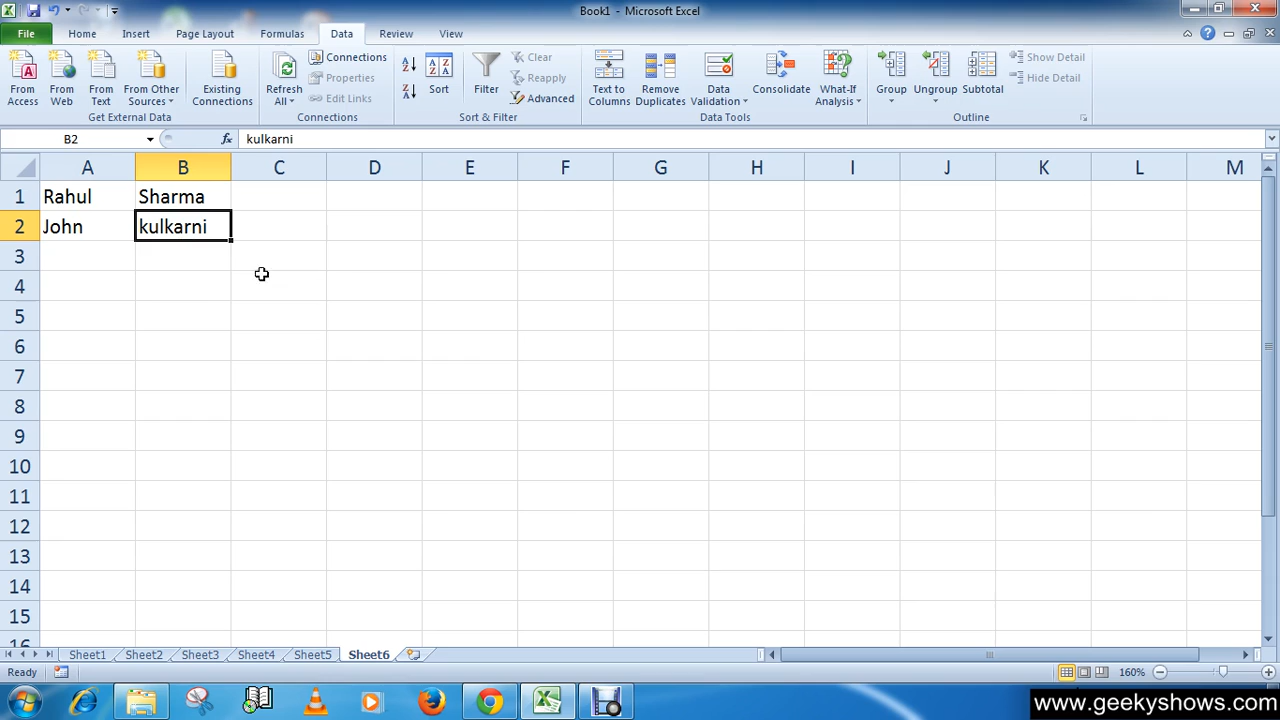 Book1 - Microsoft Excel
File Home Insert Page Layout Formulas Data Review View
From Access
From Web
From Text
From Other Sources
Existing Connections
Get External Data
Refresh All
Connections
Properties
Edit Links
Connections
Sort
Filter
Clear
Reapply
Advanced
Sort & Filter
Text to Columns
Remove Duplicates
Data Validation
Consolidate
What-If Analysis
Data Tools
Group
Ungroup
Subtotal
Show Detail
Hide Detail
Outline
B2 fx kulkarni
A B C D E F G H I J K L M
1 Rahul Sharma
2 John kulkarni
3
4
5
6
7
8
9
10
11
12
13
14
15
16
Sheet1 Sheet2 Sheet3 Sheet4 Sheet5 Sheet6
Ready 160%
www.geekyshows.com